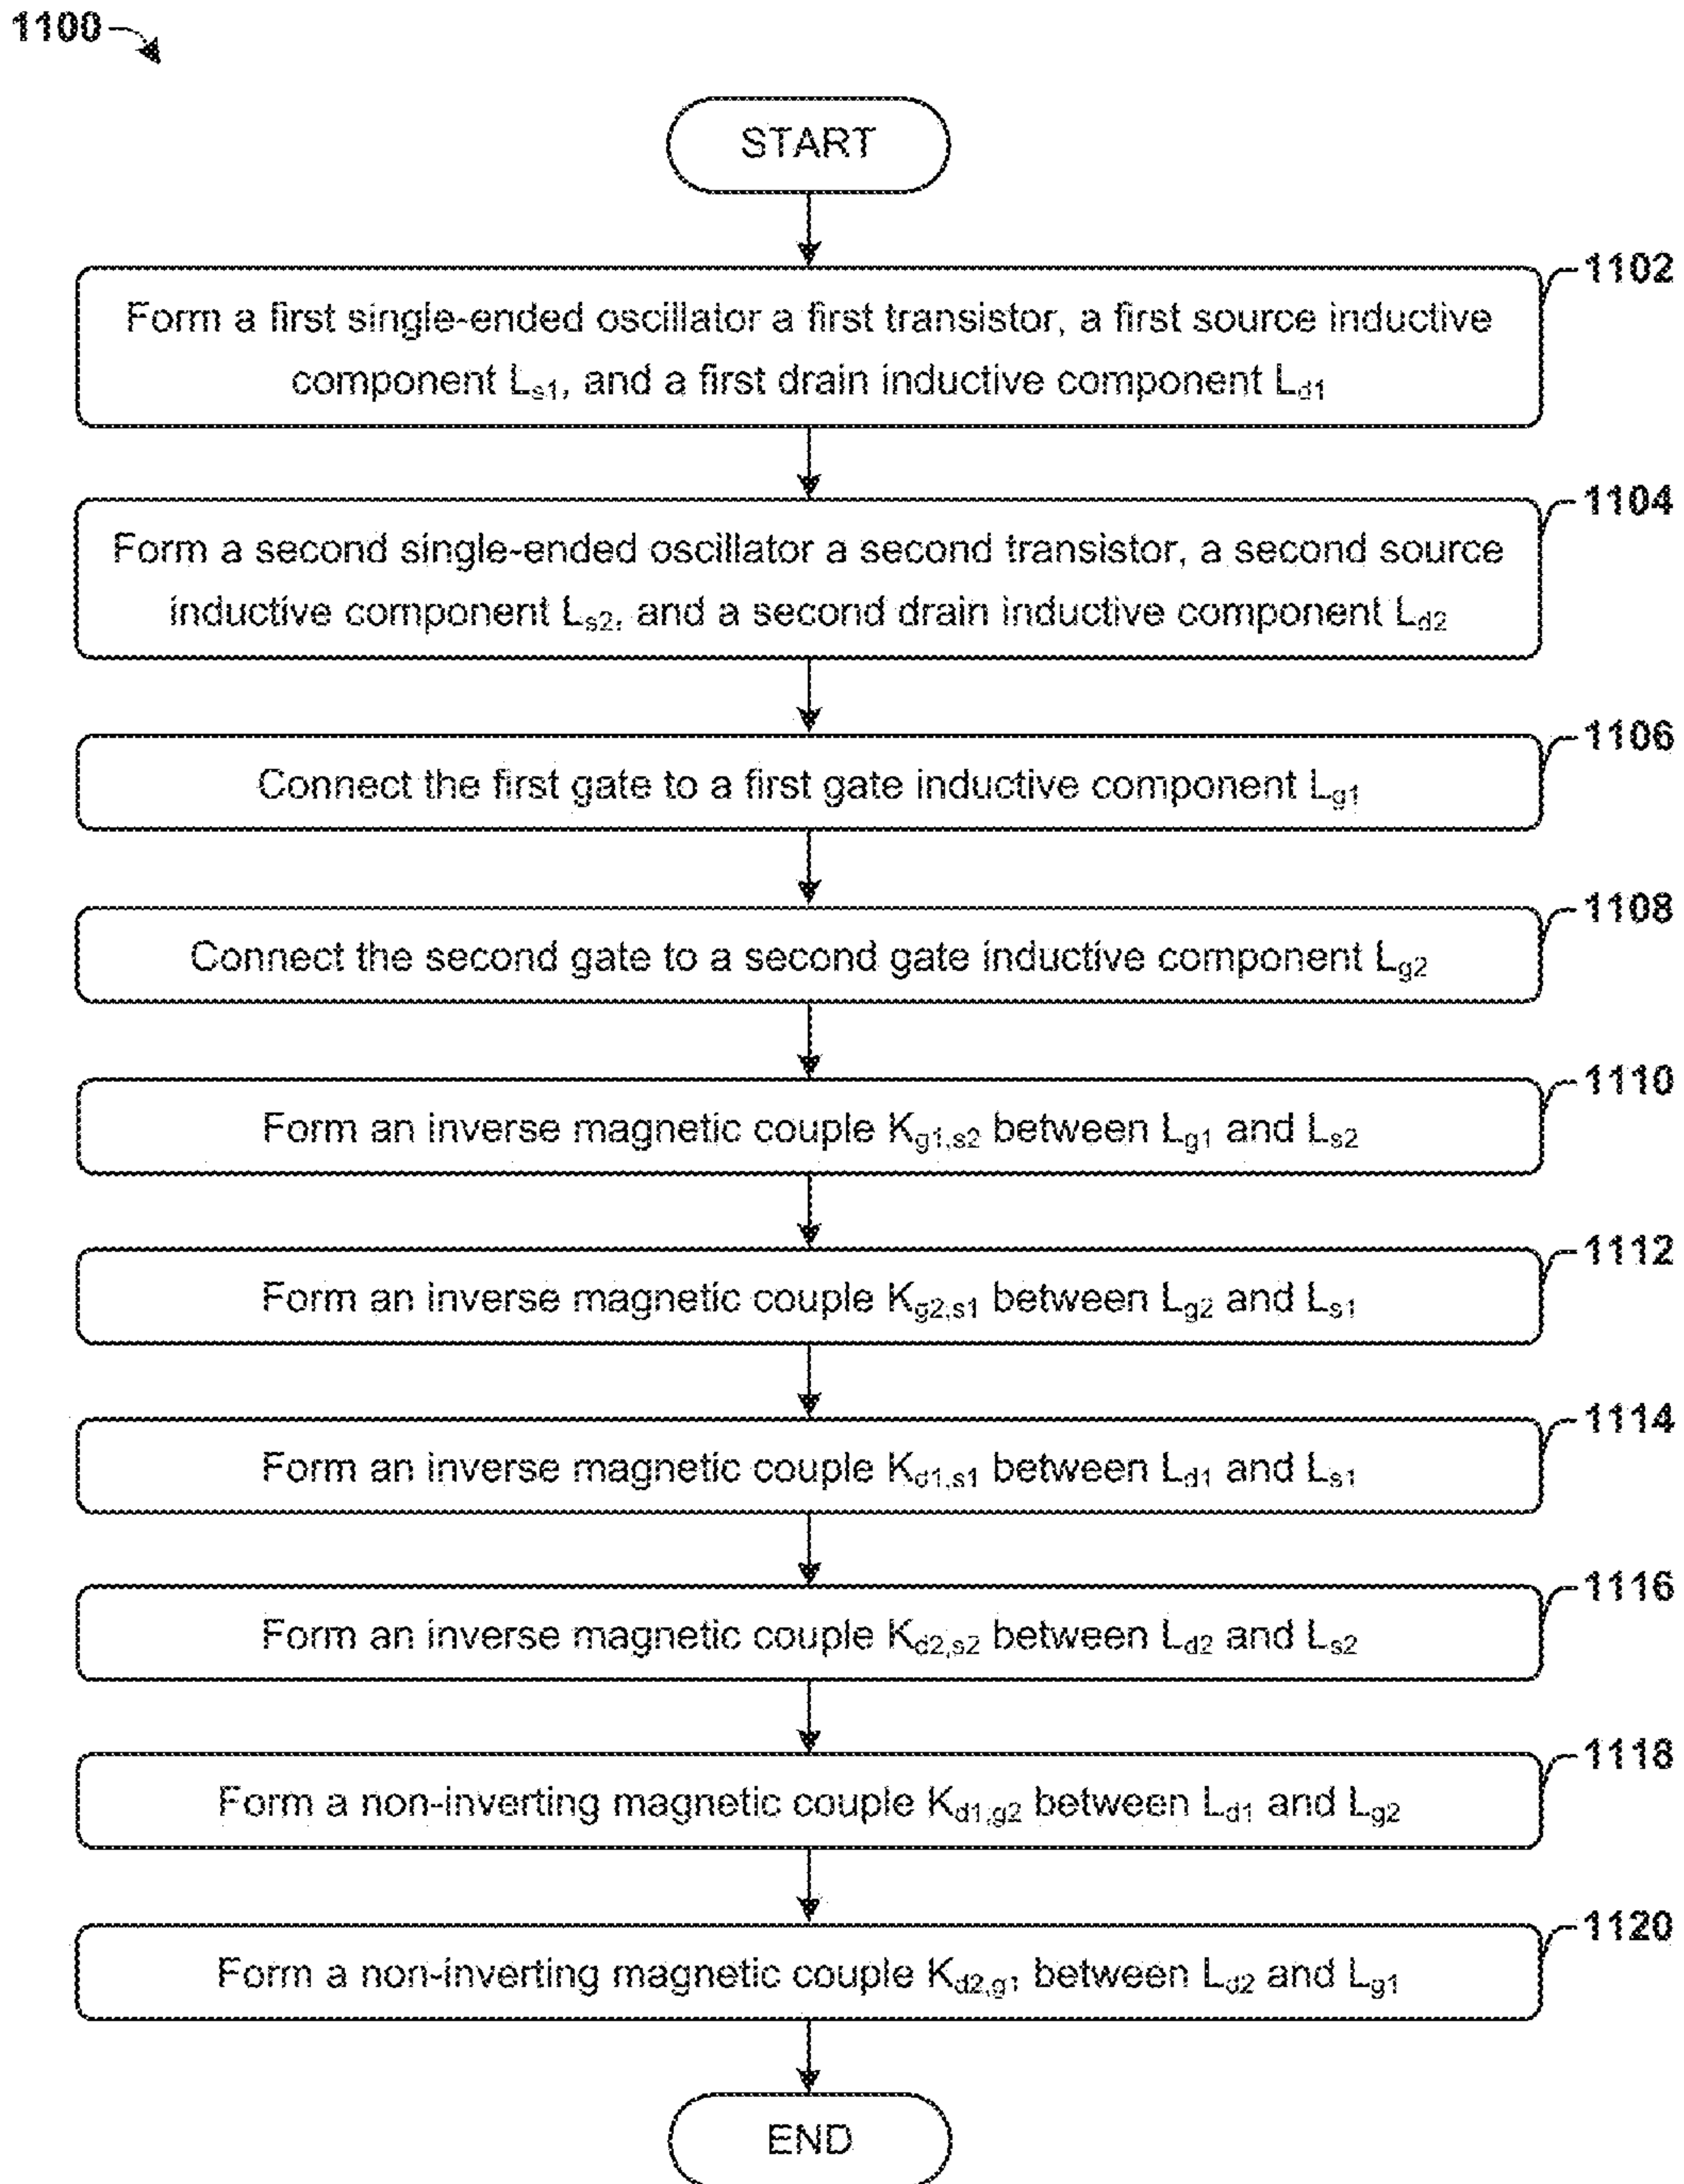 1100
START
1102
Form a first single-ended oscillator a first transistor, a first source inductive
component Ls1, and a first drain inductive component Ld1
1104
Form a second single-ended oscillator a second transistor, a second source
inductive component Ls2, and a second drain inductive component Ld2
1106
Connect the first gate to a first gate inductive component Lg1
1108
Connect the second gate to a second gate inductive component Lg2
1110
Form an inverse magnetic couple Kg1,s2 between Lg1 and Ls2
1112
Form an inverse magnetic couple Kg2,s1 between Lg2 and Ls1
1114
Form an inverse magnetic couple Kd1,s1 between Ld1 and Ls1
1116
Form an inverse magnetic couple Kd2,s2 between Ld2 and Ls2
1118
Form a non-inverting magnetic couple Kd1,g2 between Ld1 and Lg2
1120
Form a non-inverting magnetic couple Kd2,g1 between Ld2 and Lg1
END